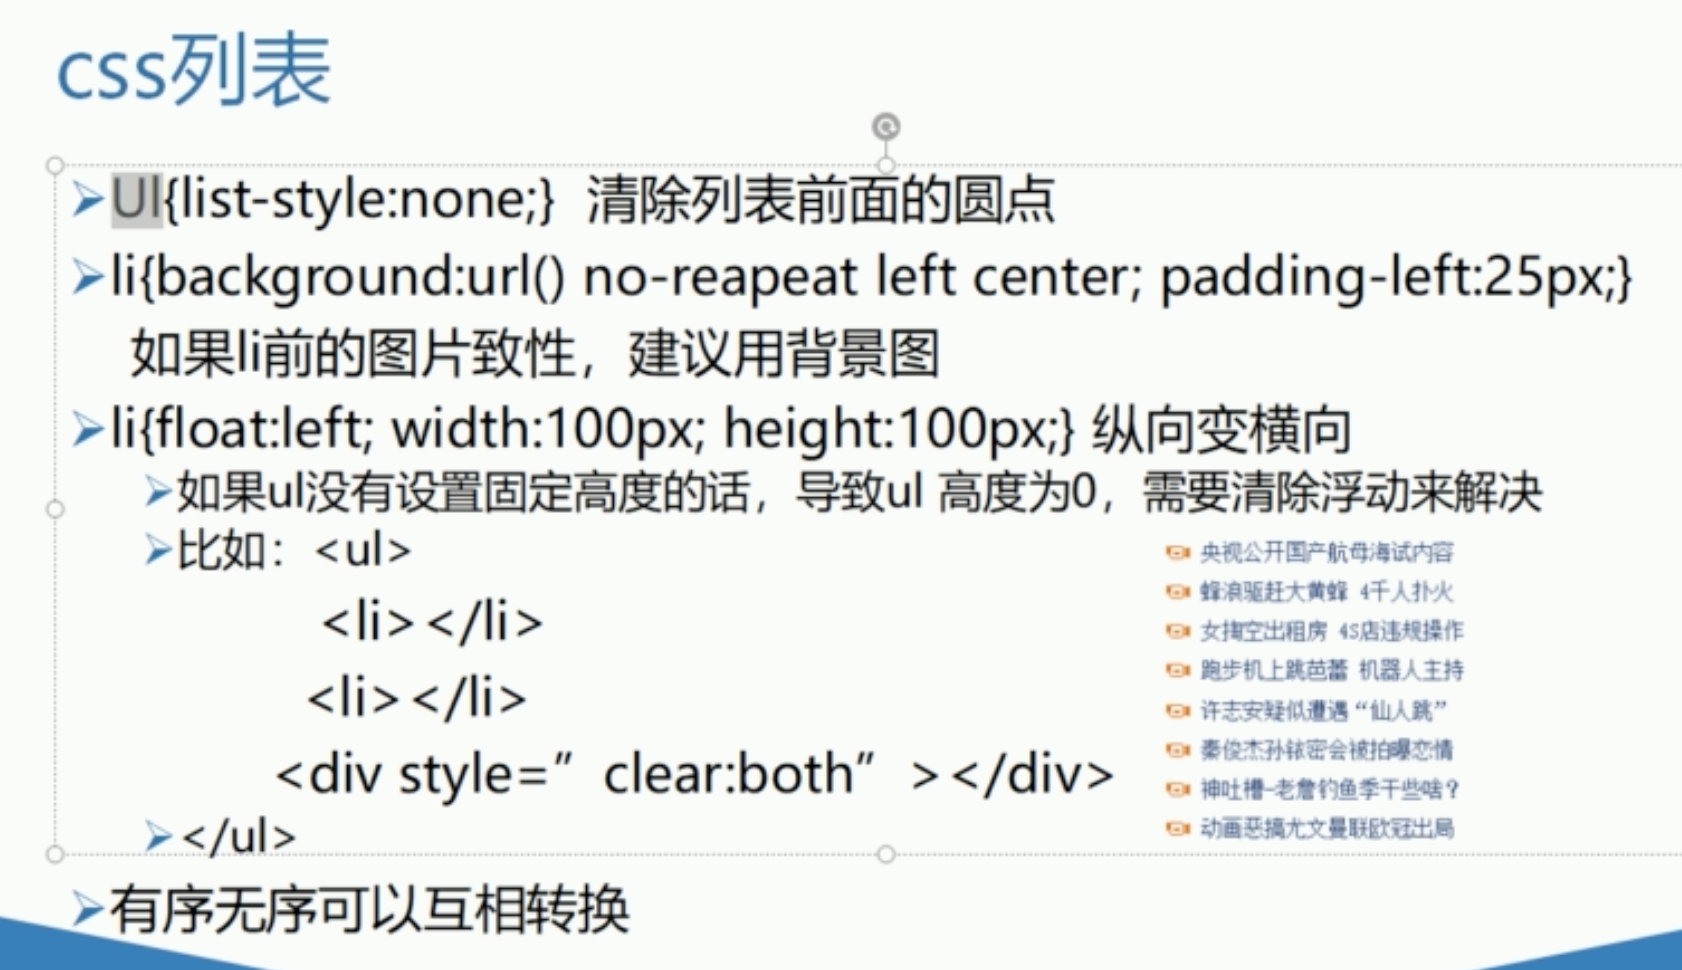 css列表
Ul{list-style:none;} 清除列表前面的圆点
li{background:url() no-reapeat left center; padding-left:25px;}
如果li前的图片致性，建议用背景图
li{float:left; width:100px; height:100px;} 纵向变横向
如果ul没有设置固定高度的话，导致ul 高度为0，需要清除浮动来解决
比如：<ul>
<li></li>
<li></li>
<div style=” clear:both” ></div>
</ul>
央视公开国产航母海试内容
蜂浪驱赶大黄蜂 4千人扑火
女掏空出租房 4S店违规操作
跑步机上跳芭蕾 机器人主持
许志安疑似遭遇“仙人跳”
秦俊杰孙铱密会被拍曝恋情
神吐槽-老詹钓鱼季干些啥？
动画恶搞尤文曼联欧冠出局
有序无序可以互相转换